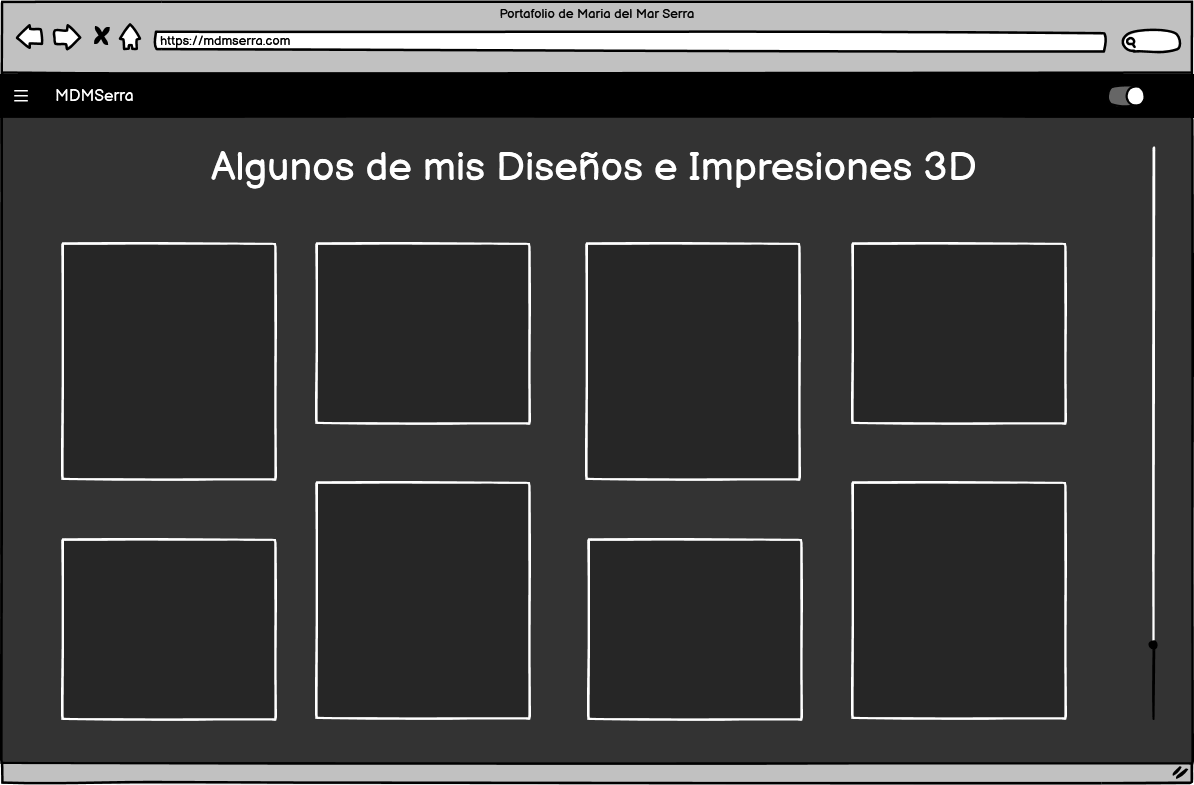 Portafolio de Maria del Mar Serra
https://mdmserra.com
MDMSerra
Algunos de mis Diseños e Impresiones 3D